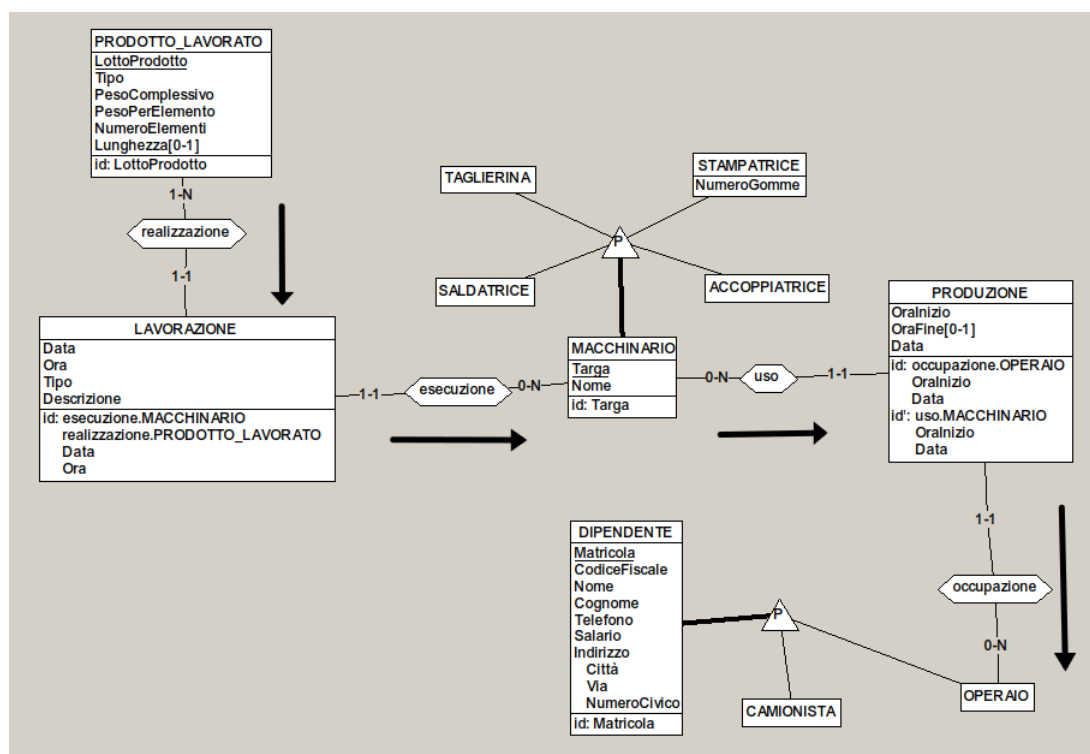 PRODOTTO_LAVORATO
LottoProdotto
Tipo
PesoComplessivo
PesoPerElemento
NumeroElementi
Lunghezza[0-1]
id: LottoProdotto
1-N
realizzazione
1-1
LAVORAZIONE
Data
Ora
Tipo
Descrizione
id: esecuzione.MACCHINARIO
realizzazione.PRODOTTO_LAVORATO
Data
Ora
1-1
esecuzione
0-N
TAGLIERINA
STAMPATRICE
NumeroGomme
P
SALDATRICE
ACCOPPIATRICE
MACCHINARIO
Targa
Nome
id: Targa
0-N
uso
1-1
PRODUZIONE
OraInizio
OraFine[0-1]
Data
id: occupazione.OPERAIO
OraInizio
Data
id': uso.MACCHINARIO
OraInizio
Data
1-1
occupazione
0-N
OPERAIO
DIPENDENTE
Matricola
CodiceFiscale
Nome
Cognome
Telefono
Salario
Indirizzo
Città
Via
NumeroCivico
id: Matricola
P
CAMIONISTA